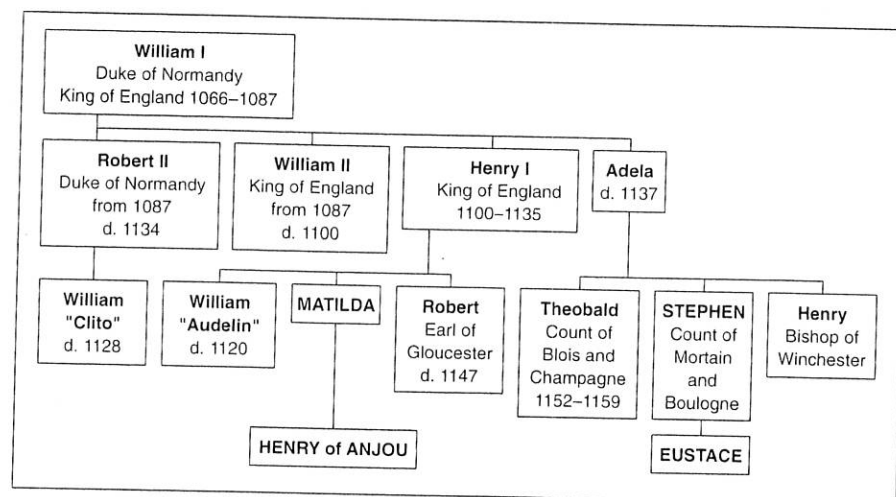 William I
Duke of Normandy
King of England 1066–1087
Robert II
Duke of Normandy
from 1087
d. 1134
William II
King of England
from 1087
d. 1100
Henry I
King of England
1100–1135
Adela
d. 1137
William
"Clito"
d. 1128
William
"Audelin"
d. 1120
MATILDA
Robert
Earl of
Gloucester
d. 1147
Theobald
Count of
Blois and
Champagne
1152–1159
STEPHEN
Count of
Mortain
and
Boulogne
Henry
Bishop of
Winchester
HENRY of ANJOU
EUSTACE